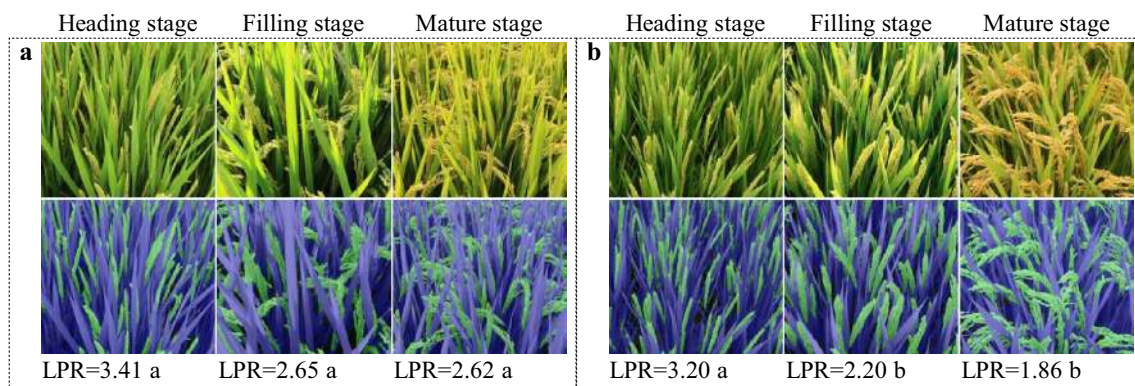 Heading stage Filling stage Mature stage Heading stage Filling stage Mature stage
a b
LPR=3.41 a LPR=2.65 a LPR=2.62 a LPR=3.20 a LPR=2.20 b LPR=1.86 b